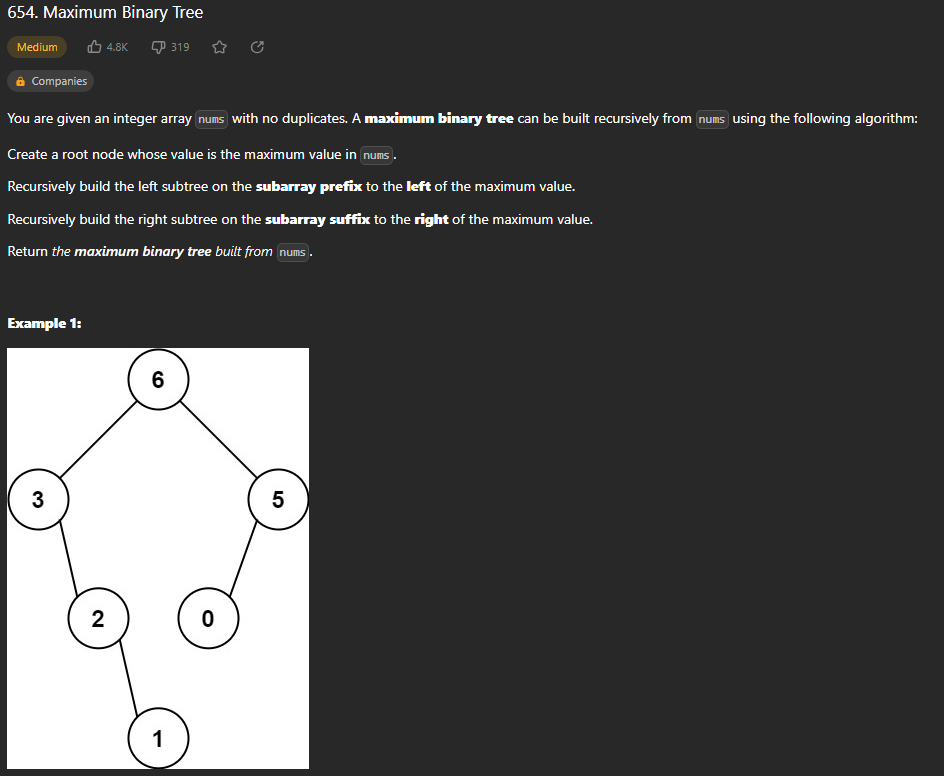 654. Maximum Binary Tree
Medium 4.8K 319
Companies
You are given an integer array nums with no duplicates. A maximum binary tree can be built recursively from nums using the following algorithm:
Create a root node whose value is the maximum value in nums.
Recursively build the left subtree on the subarray prefix to the left of the maximum value.
Recursively build the right subtree on the subarray suffix to the right of the maximum value.
Return the maximum binary tree built from nums.
Example 1:
6
3 5
2 0
1